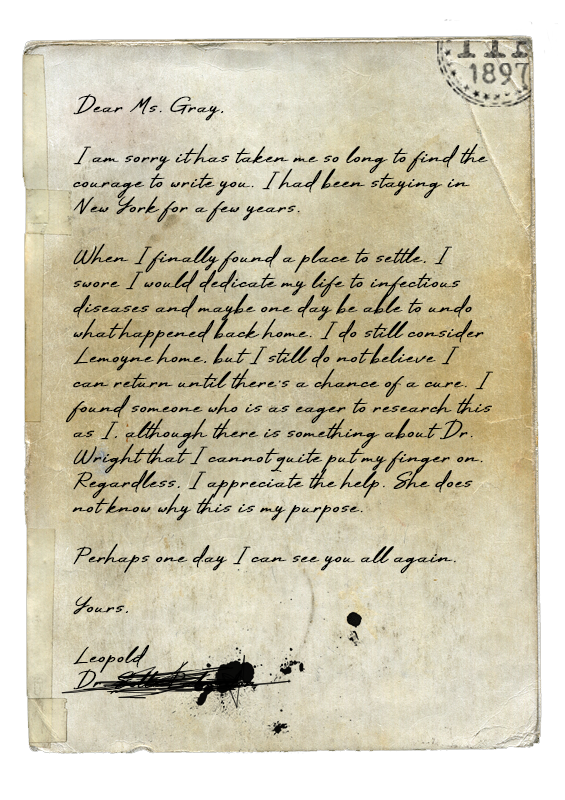 1897
Dear Ms. Gray,
I am sorry it has taken me so long to find the
courage to write you. I had been staying in
New York for a few years.
When I finally found a place to settle, I
swore I would dedicate my life to infectious
diseases and maybe one day be able to undo
what happened back home. I do still consider
Lemoyne home, but I still do not believe I
can return until there's a chance of a cure. I
found someone who is as eager to research this
as I, although there is something about Dr.
Wright that I cannot quite put my finger on.
Regardless, I appreciate the help. She does
not know why this is my purpose.
Perhaps one day I can see you all again.
Yours,
Leopold
Dr.